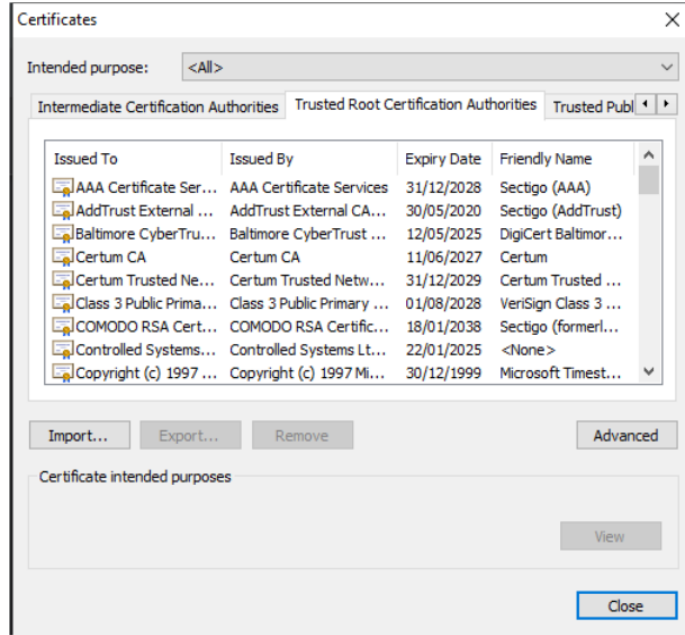 Certificates
Intended purpose: <All>
Intermediate Certification Authorities Trusted Root Certification Authorities Trusted Publ
Issued To Issued By Expiry Date Friendly Name
AAA Certificate Ser... AAA Certificate Services 31/12/2028 Sectigo (AAA)
AddTrust External ... AddTrust External CA... 30/05/2020 Sectigo (AddTrust)
Baltimore CyberTru... Baltimore CyberTrust ... 12/05/2025 DigiCert Baltimor...
Certum CA Certum CA 11/06/2027 Certum
Certum Trusted Ne... Certum Trusted Netw... 31/12/2029 Certum Trusted ...
Class 3 Public Prima... Class 3 Public Primary ... 01/08/2028 VeriSign Class 3 ...
COMODO RSA Cert... COMODO RSA Certific... 18/01/2038 Sectigo (formerl...
Controlled Systems... Controlled Systems Lt... 22/01/2025 <None>
Copyright (c) 1997 ... Copyright (c) 1997 Mi... 30/12/1999 Microsoft Timest...
Import... Export... Remove Advanced
Certificate intended purposes
View
Close